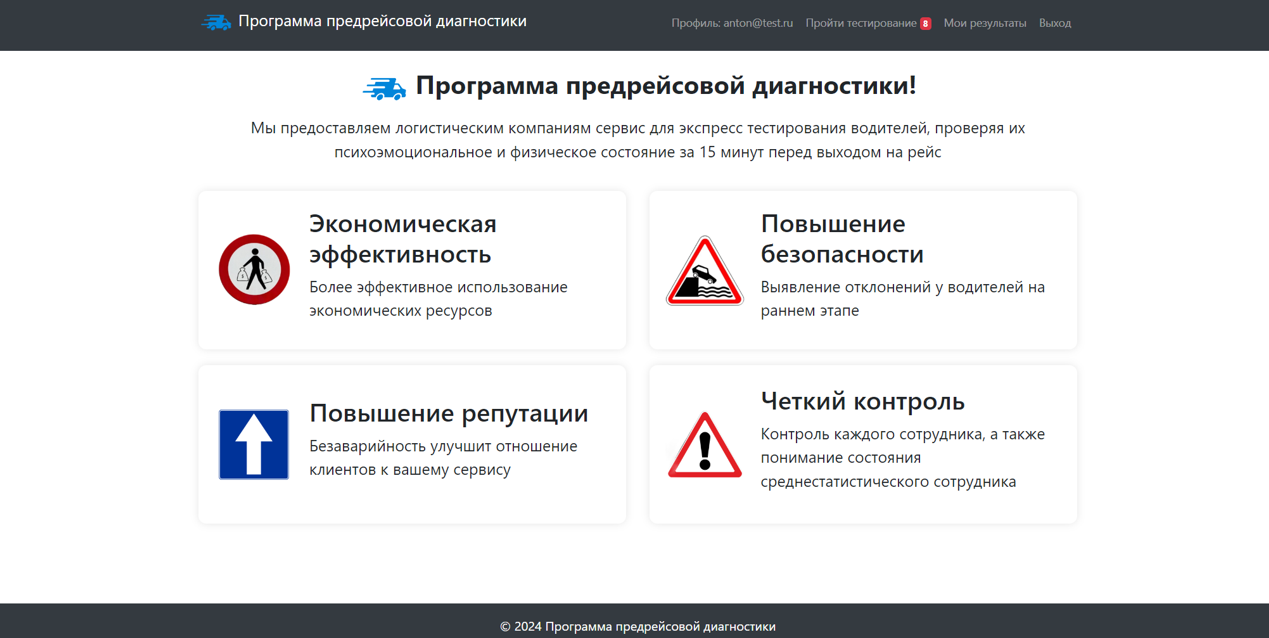 Программа предрейсовой диагностики
Профиль: anton@test.ru Пройти тестирование 8 Мои результаты Выход
Программа предрейсовой диагностики!
Мы предоставляем логистическим компаниям сервис для экспресс тестирования водителей, проверяя их
психоэмоциональное и физическое состояние за 15 минут перед выходом на рейс
Экономическая
эффективность
Более эффективное использование
экономических ресурсов
Повышение
безопасности
Выявление отклонений у водителей на
раннем этапе
Повышение репутации
Безаварийность улучшит отношение
клиентов к вашему сервису
Четкий контроль
Контроль каждого сотрудника, а также
понимание состояния
среднестатистического сотрудника
© 2024 Программа предрейсовой диагностики